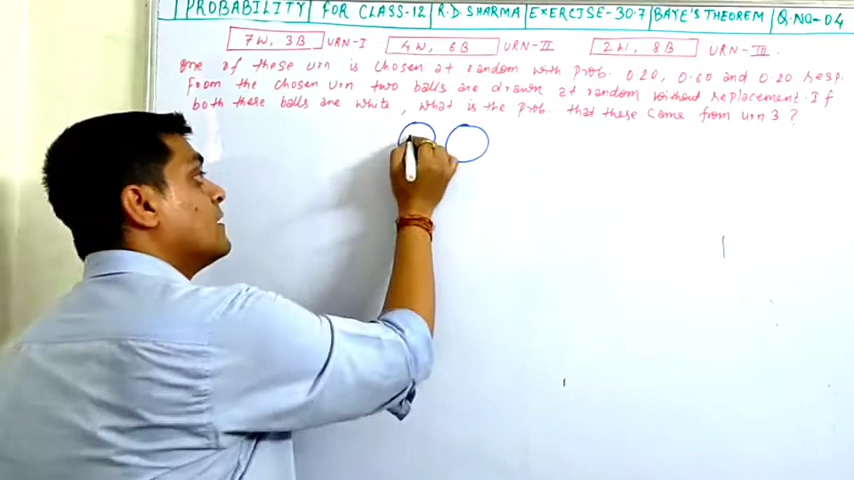 PROBABILITY FOR CLASS-12 R.D SHARMA EXERCISE-30.7 BAYE'S THEOREM Q.NO-04
7W, 3B URN-I 4W, 6B URN-II 2W, 8B URN-III.
one of these urn is chosen at random with prob. 0.20, 0.60 and 0.20 resp.
From the chosen urn two balls are drawn at random without replacement. If
both these balls are white, what is the prob. that these came from urn 3?